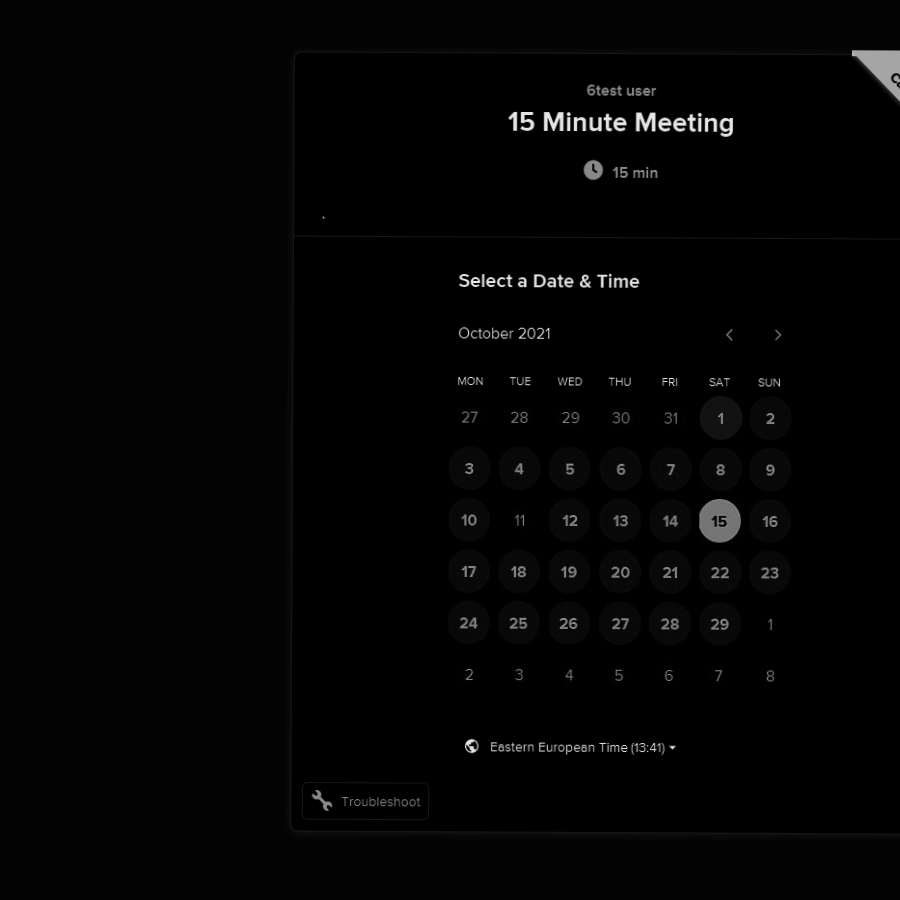 6test user
15 Minute Meeting
15 min
Select a Date & Time
October 2021
MON TUE WED THU FRI SAT SUN
27 28 29 30 31 1 2
3 4 5 6 7 8 9
10 11 12 13 14 15 16
17 18 19 20 21 22 23
24 25 26 27 28 29 1
2 3 4 5 6 7 8
Eastern European Time (13:41)
Troubleshoot